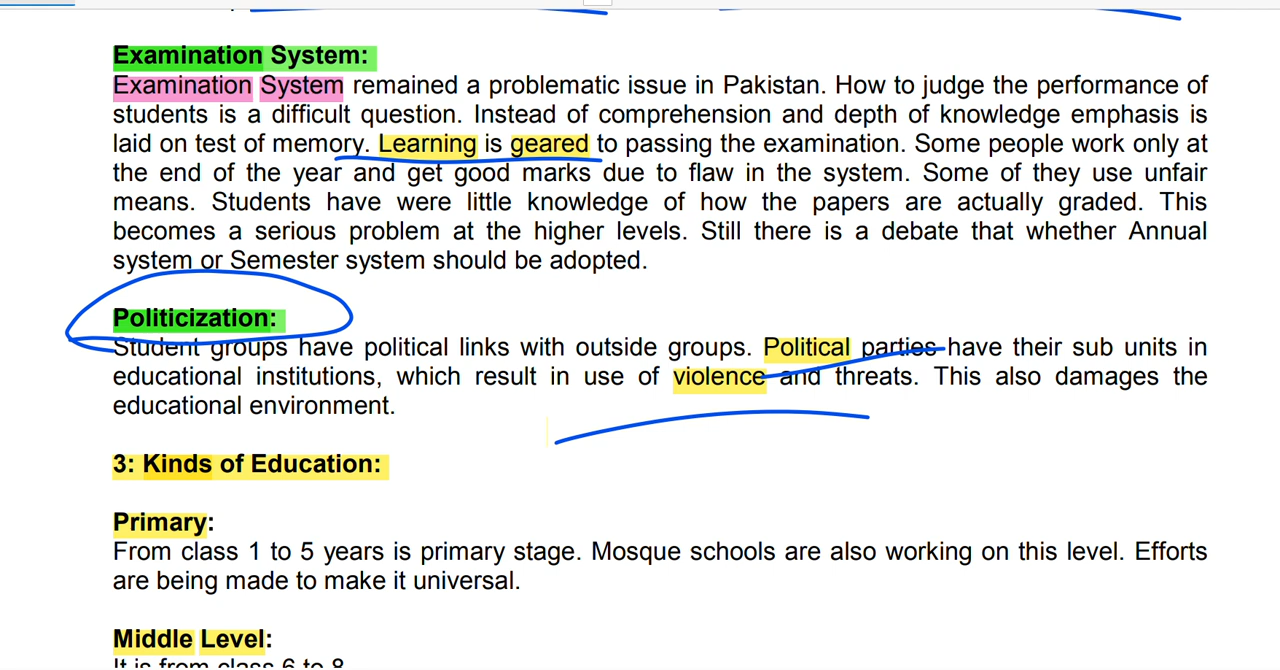 Examination System:
Examination System remained a problematic issue in Pakistan. How to judge the performance of
students is a difficult question. Instead of comprehension and depth of knowledge emphasis is
laid on test of memory. Learning is geared to passing the examination. Some people work only at
the end of the year and get good marks due to flaw in the system. Some of they use unfair
means. Students have were little knowledge of how the papers are actually graded. This
becomes a serious problem at the higher levels. Still there is a debate that whether Annual
system or Semester system should be adopted.
Politicization:
Student groups have political links with outside groups. Political parties have their sub units in
educational institutions, which result in use of violence and threats. This also damages the
educational environment.
3: Kinds of Education:
Primary:
From class 1 to 5 years is primary stage. Mosque schools are also working on this level. Efforts
are being made to make it universal.
Middle Level:
It is from class 6 to 8